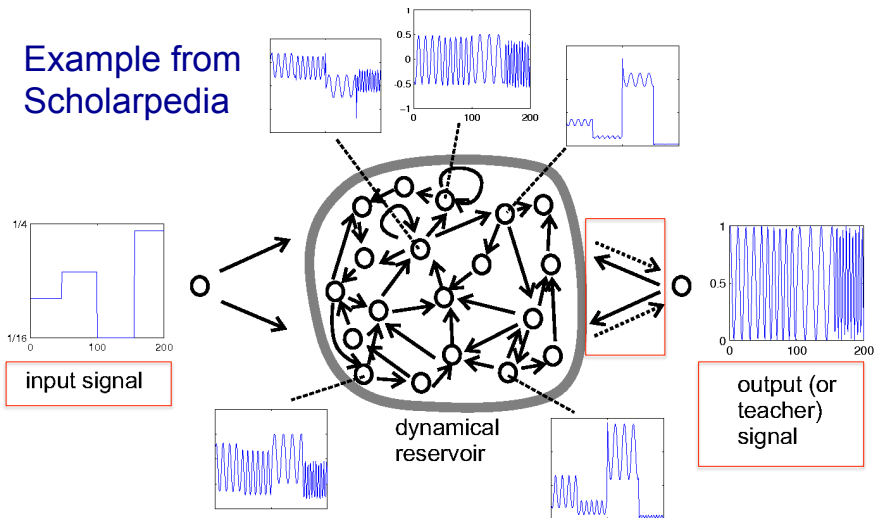 Example from
Scholarpedia
1
0.5
0
−0.5
−1
0
100
200
1/4
1/16
0
100
200
input signal
dynamical
reservoir
1
0.5
0
0
100
200
output (or
teacher)
signal